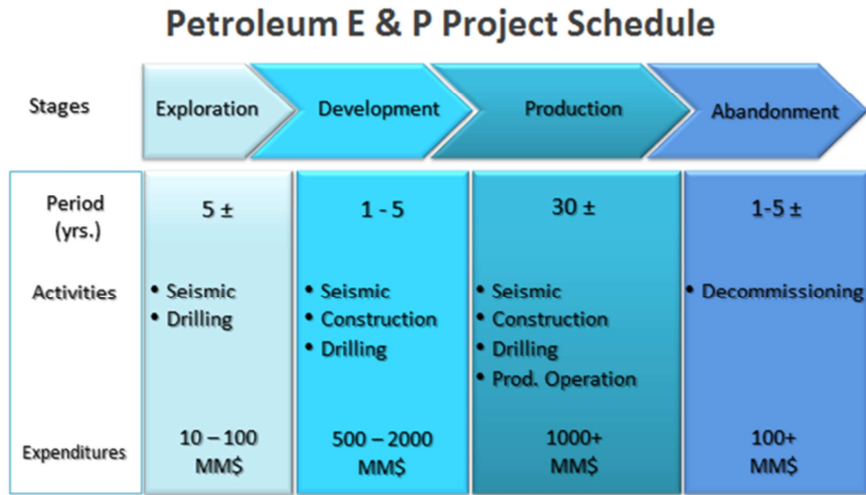 Petroleum E & P Project Schedule
Stages
Exploration
Development
Production
Abandonment
Period
(yrs.)
5 ±
1 - 5
30 ±
1-5 ±
Activities
• Seismic
• Drilling
• Seismic
• Construction
• Drilling
• Seismic
• Construction
• Drilling
• Prod. Operation
• Decommissioning
Expenditures
10 – 100
MM$
500 – 2000
MM$
1000+
MM$
100+
MM$